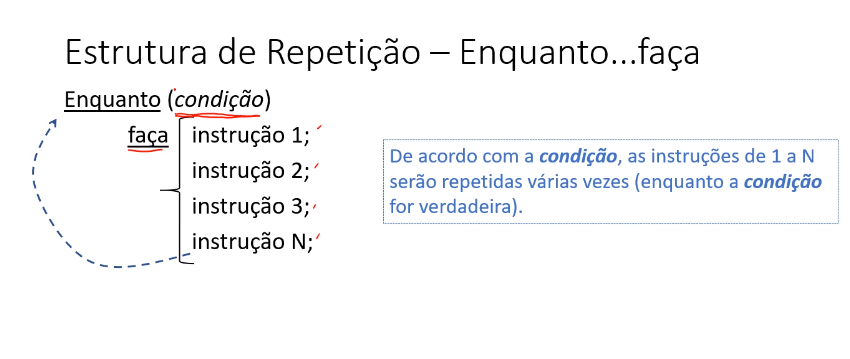 Estrutura de Repetição – Enquanto...faça
Enquanto (condição)
faça instrução 1;
instrução 2;
instrução 3;
instrução N;
De acordo com a condição, as instruções de 1 a N
serão repetidas várias vezes (enquanto a condição
for verdadeira).